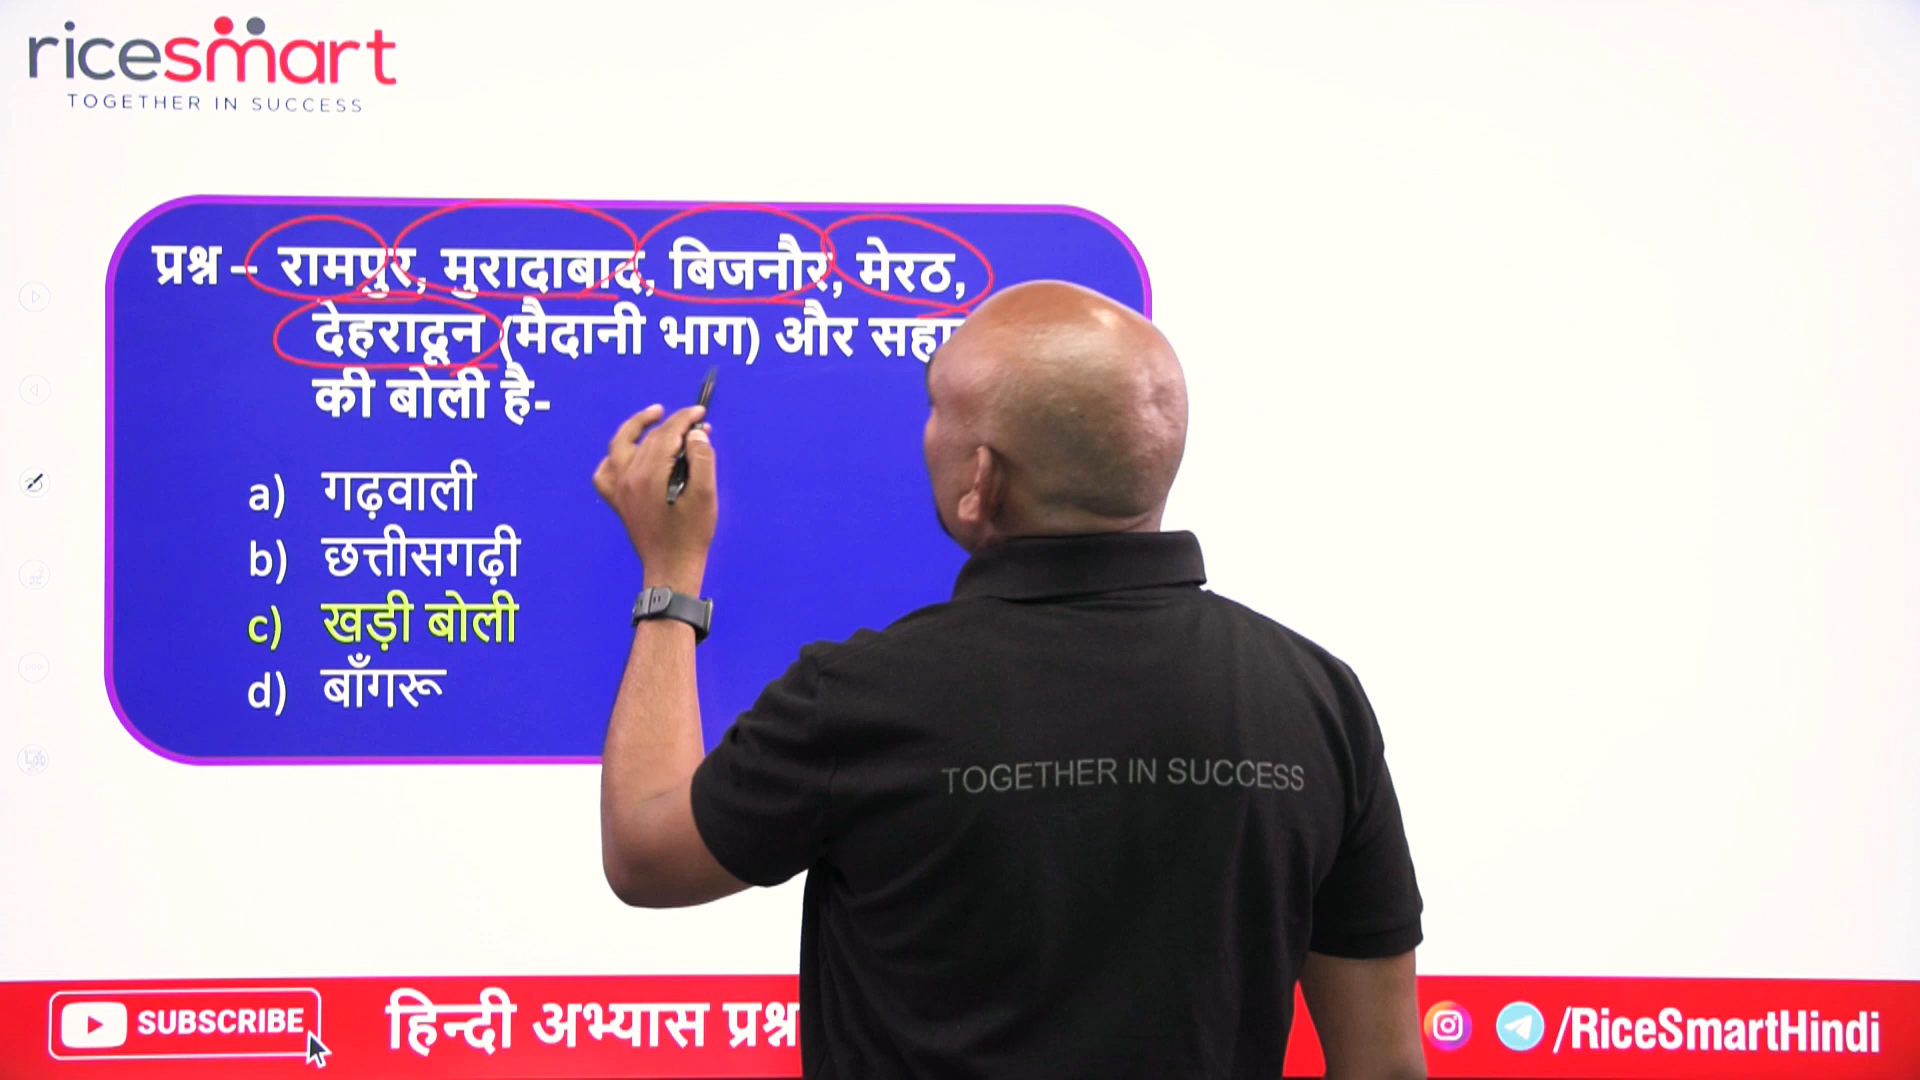 ricesmart
TOGETHER IN SUCCESS
प्रश्न – रामपुर, मुरादाबाद, बिजनौर, मेरठ,
देहरादून (मैदानी भाग) और
की बोली है-
a) गढ़वाली
b) छत्तीसगढ़ी
c) खड़ी बोली
d) बाँगरू
TOGETHER IN SUCCESS
SUBSCRIBE
हिन्दी अभ्यास प्रश्न
/RiceSmartHindi